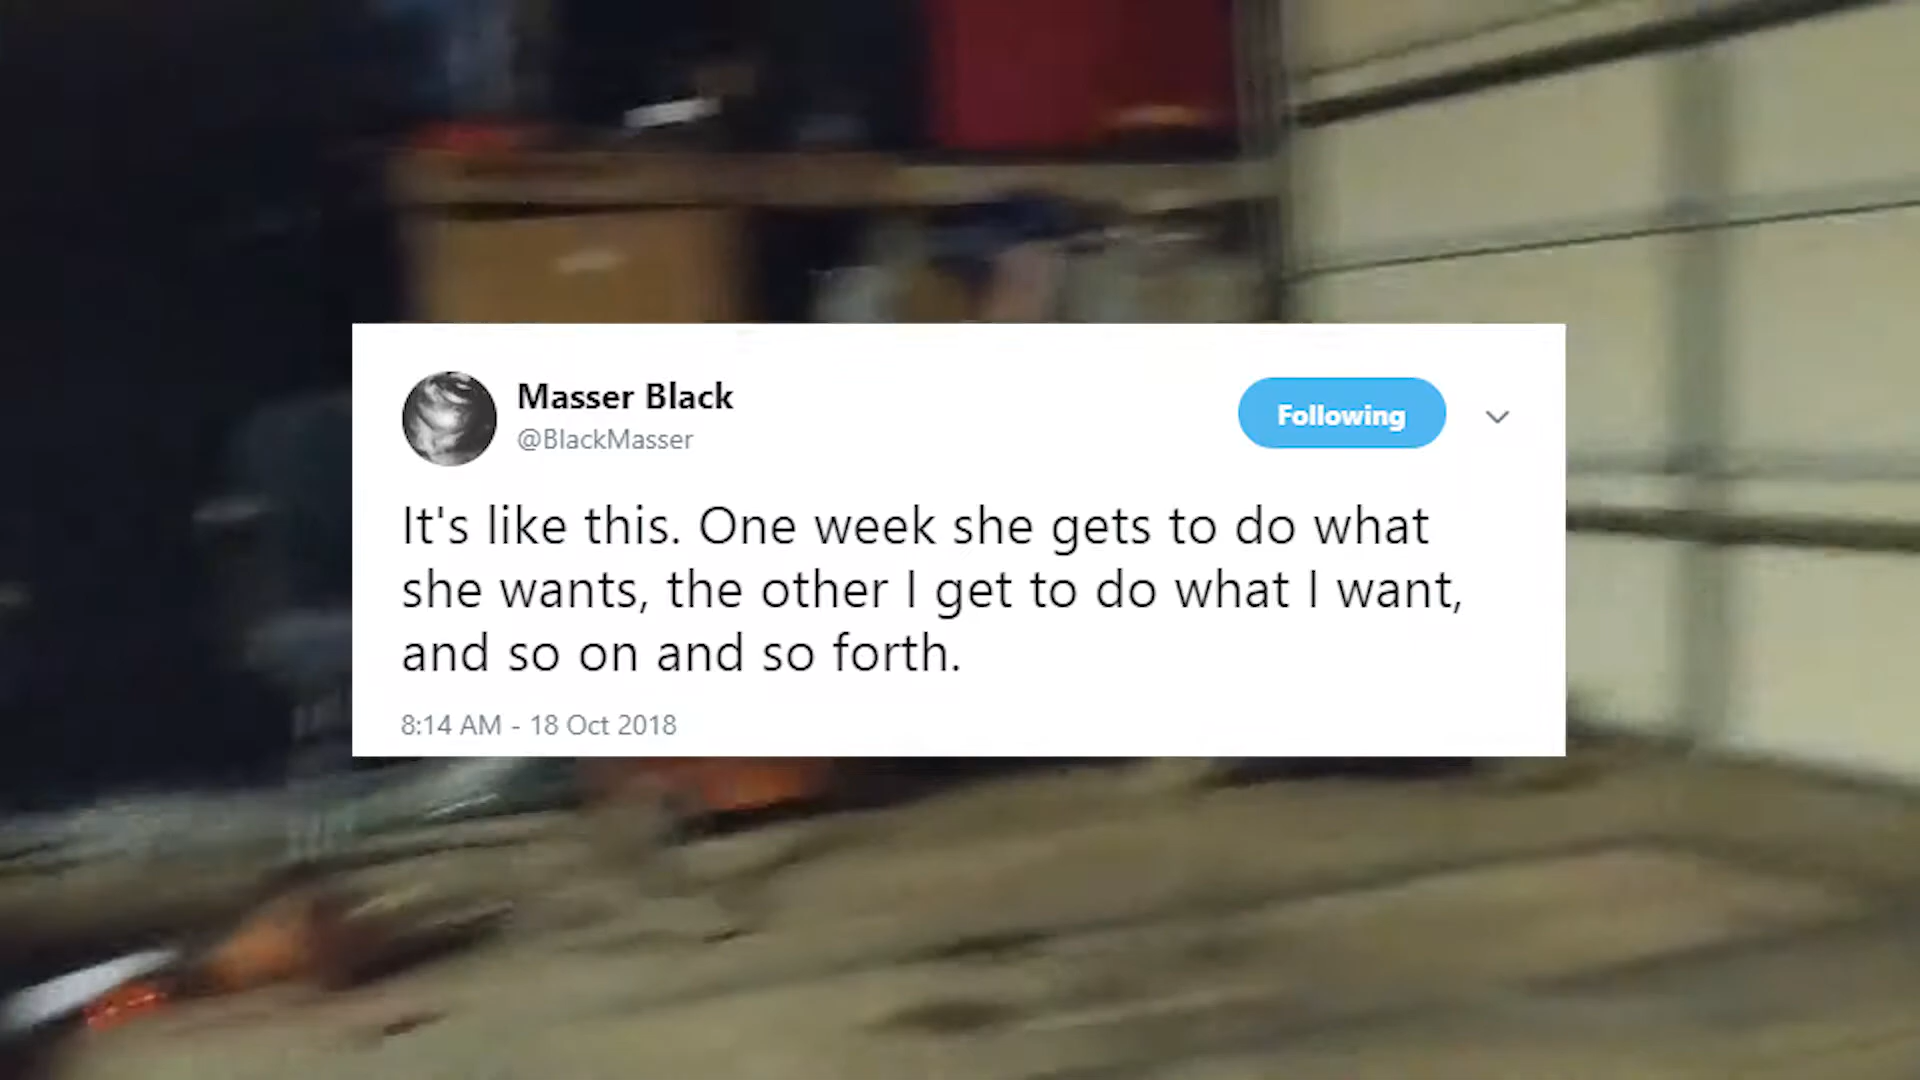 Masser Black
@BlackMasser
Following
It's like this. One week she gets to do what
she wants, the other I get to do what I want,
and so on and so forth.
8:14 AM - 18 Oct 2018